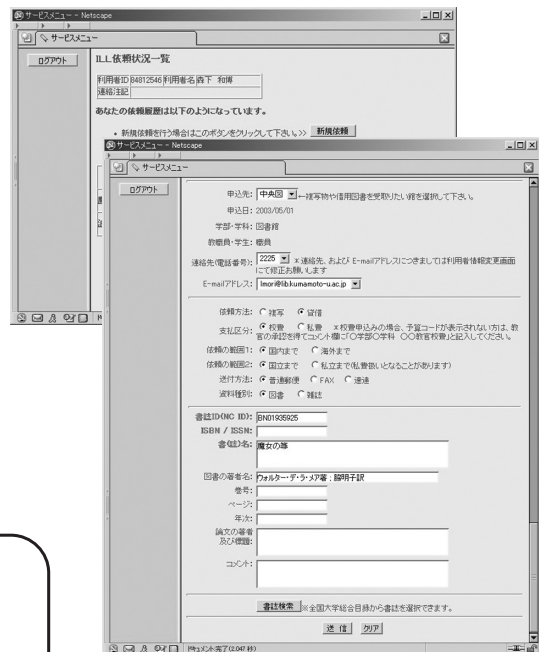 サービスメニュー - Netscape
サービスメニュー
ログアウト
ILL依頼状況一覧
利用者ID 84812546 利用者名 森下 和博
連絡注記
あなたの依頼履歴は以下のようになっています。
・ 新規依頼を行う場合はこのボタンをクリックして下さい。>> 新規依頼
サービスメニュー - Netscape
サービスメニュー
ログアウト
申込先: 中央図 ←複写物や借用図書を受取りたい館を選択して下さい。
申込日: 2003/05/01
学部・学科: 図書館
教職員・学生: 職員
連絡先(電話番号): 2225 *連絡先、および E-mailアドレスにつきましては利用者情報変更画面
にて修正お願いします
E-mailアドレス: lmori@lib.kumamoto-u.ac.jp
依頼方法: 複写 貸借
支払区分: 校費 私費 *校費申込みの場合、予算コードが表示されない方は、教
官の承認を得てコメント欄に「○学部○学科 ○○教官校費」と記入してください。
依頼の範囲1: 国内まで 海外まで
依頼の範囲2: 国立まで 私立まで(私費扱いとなることがあります)
送付方法: 普通郵便 FAX 速達
資料種別: 図書 雑誌
書誌ID(NC ID): BN01935925
ISBN / ISSN:
書(誌)名: 魔女の箒
図書の著者名: ウォルター・デ・ラ・メア著 ; 脇明子訳
巻号:
ページ:
年次:
論文の著者
及び標題:
コメント:
書誌検索 ※全国大学総合目録から書誌を選択できます。
送信 クリア
ドキュメント:完了(2.047 秒)